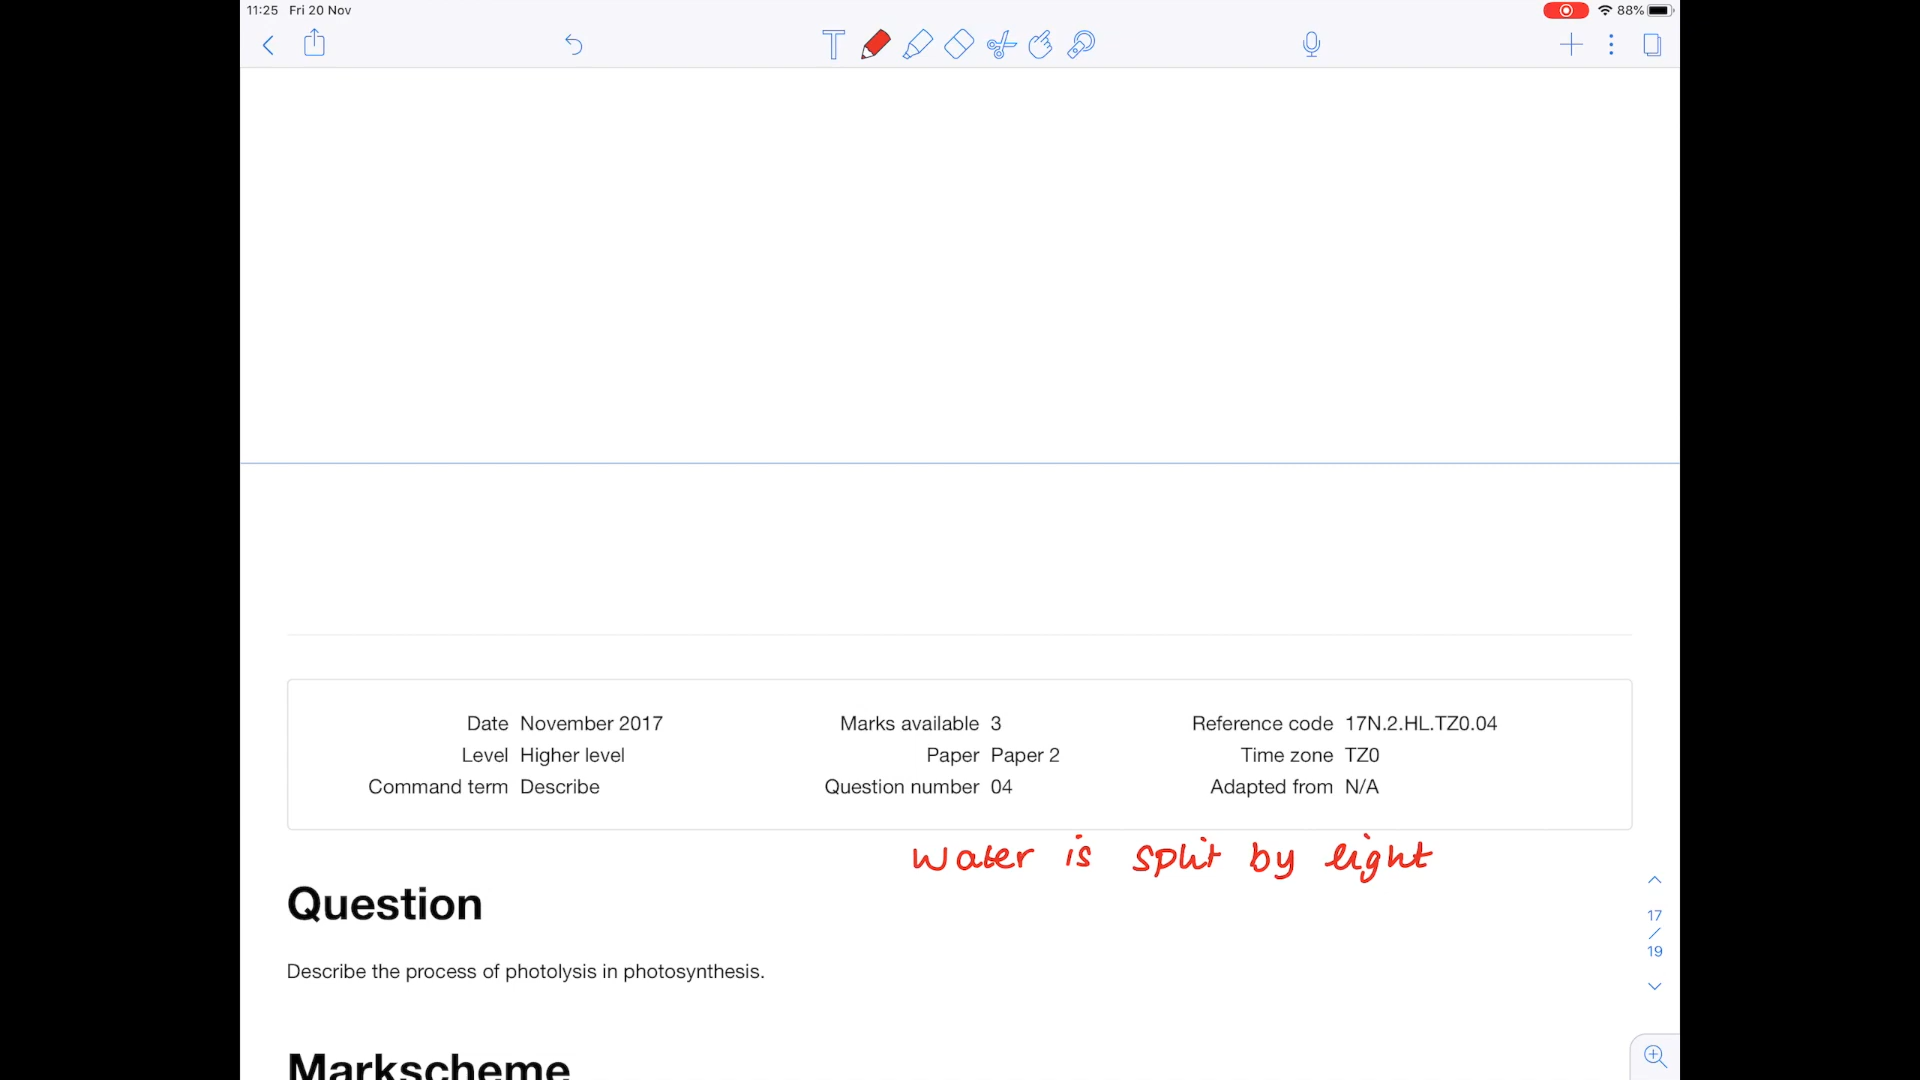 11:25 Fri 20 Nov
88%
Date November 2017
Marks available 3
Reference code 17N.2.HL.TZ0.04
Level Higher level
Paper Paper 2
Time zone TZ0
Command term Describe
Question number 04
Adapted from N/A
water is split by light
Question
17
/
19
Describe the process of photolysis in photosynthesis.
Markscheme